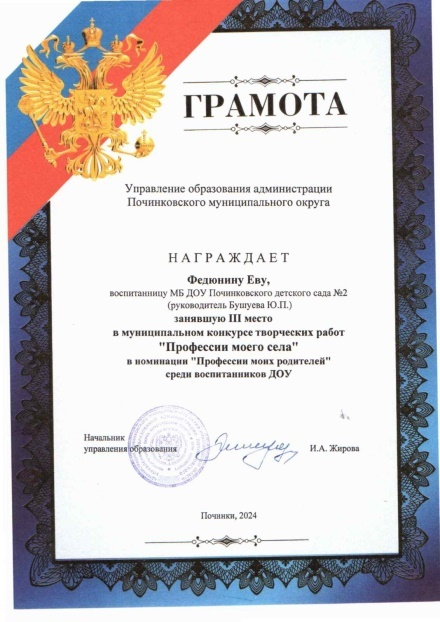 ГРАМОТА
Управление образования администрации
Починковского муниципального округа
НАГРАЖДАЕТ
Федюнину Еву,
воспитанницу МБ ДОУ Починковского детского сада №2
(руководитель Бушуева Ю.П.)
занявшую III место
в муниципальном конкурсе творческих работ
"Профессии моего села"
в номинации "Профессии моих родителей"
среди воспитанников ДОУ
Начальник
управления образования
И.А. Жирова
Починки, 2024